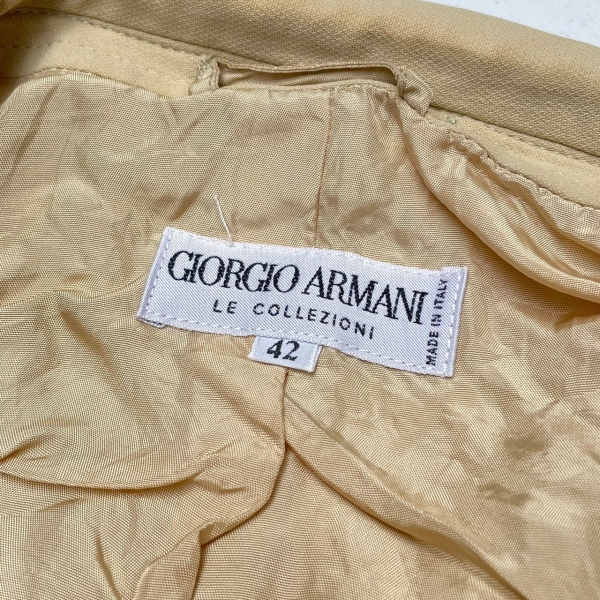 GIORGIO ARMANI
LE COLLEZIONI
MADE IN ITALY
42